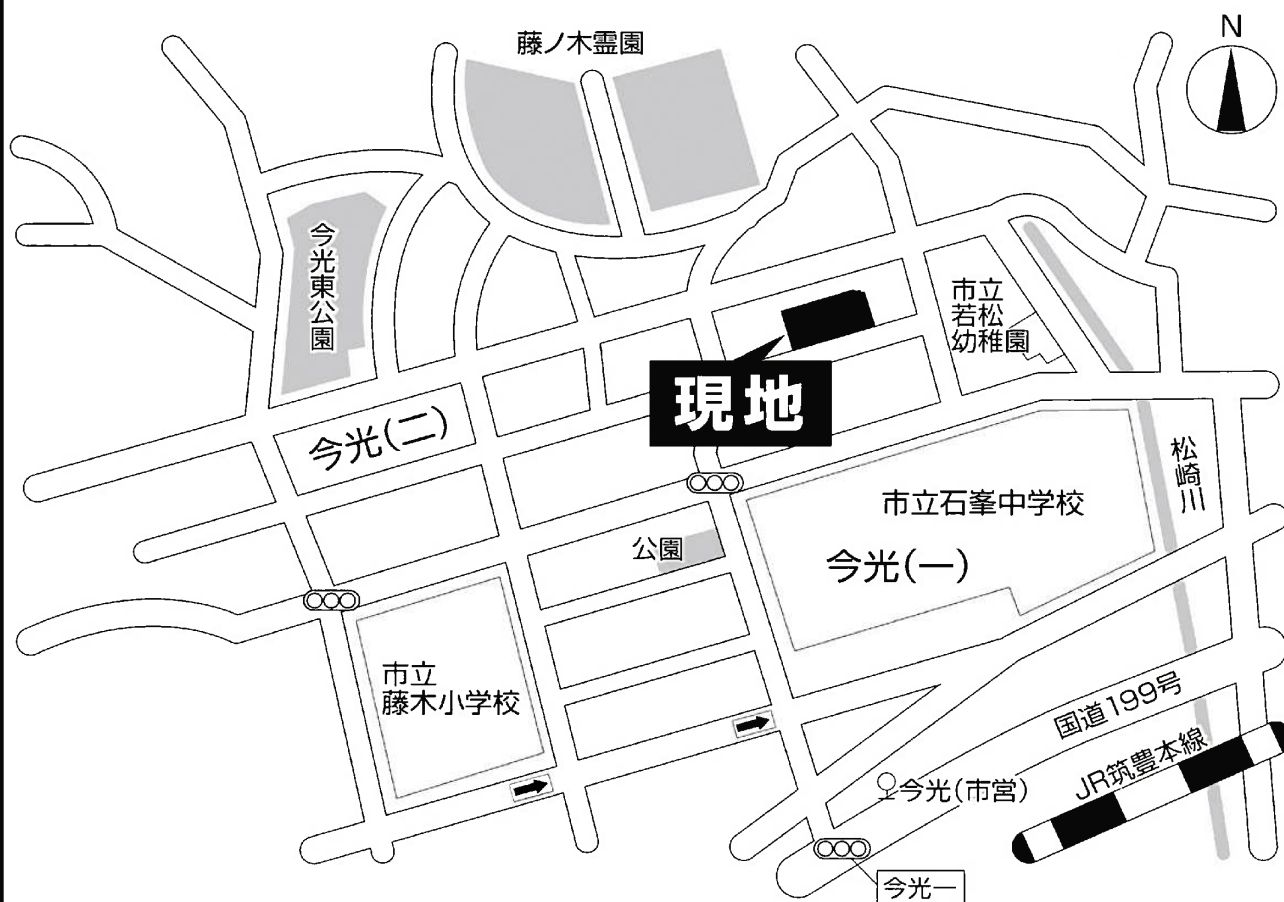 藤ノ木霊園
N
今光東公園
市立
若松
幼稚園
現地
今光(二)
松崎川
市立石峯中学校
公園
今光(一)
市立
藤木小学校
国道199号
JR筑豊本線
今光(市営)
今光一